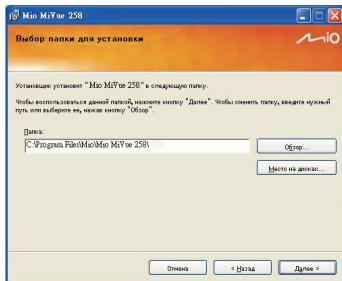 Mio MiVue 258
Выбор папки для установки
Mio
Установщик установит "Mio MiVue 258" в следующую папку.
Чтобы воспользоваться данной папкой, нажмите кнопку "Далее". Чтобы сменить папку, введите нужный
путь или выберите ее, нажав кнопку "Обзор".
Папка:
C:\Program Files\Mio\Mio MiVue 258\
Обзор...
Место на дисках...
Отмена
< Назад
Далее >